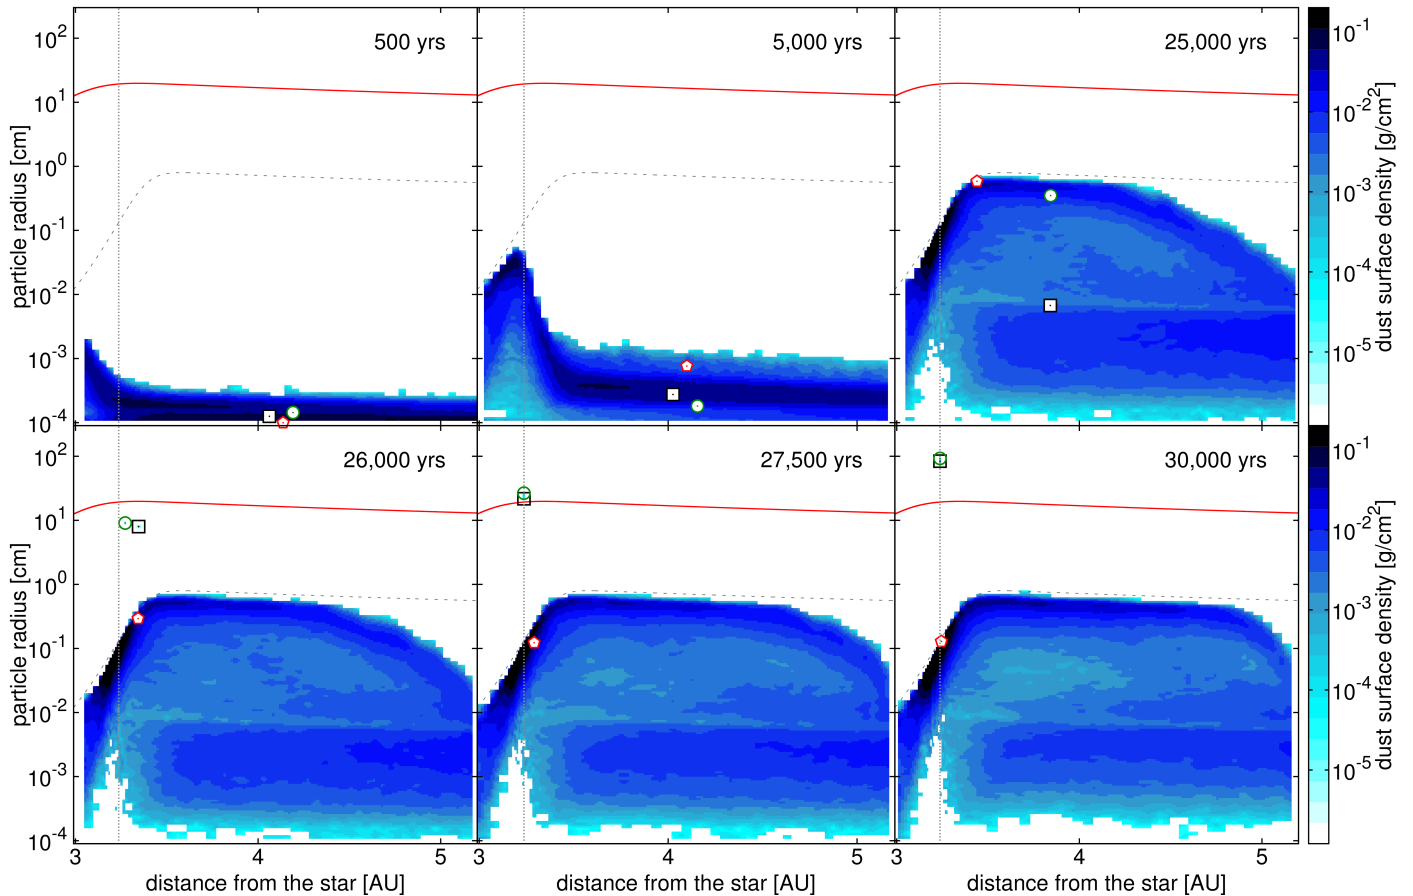 500 yrs
5,000 yrs
25,000 yrs
10^2
10^1
10^0
10^-1
10^-2
10^-3
10^-4
particle radius [cm]
10^-1
10^-2
10^-3
10^-4
10^-5
dust surface density [g/cm^2]
26,000 yrs
27,500 yrs
30,000 yrs
10^2
10^1
10^0
10^-1
10^-2
10^-3
10^-4
particle radius [cm]
10^-1
10^-2
10^-3
10^-4
10^-5
dust surface density [g/cm^2]
3 4 5
3 4 5
3 4 5
distance from the star [AU]
distance from the star [AU]
distance from the star [AU]